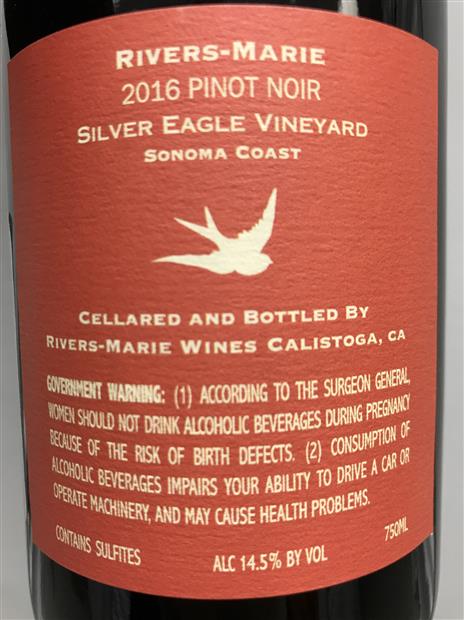 RIVERS-MARIE
2016 PINOT NOIR
SILVER EAGLE VINEYARD
SONOMA COAST
CELLARED AND BOTTLED BY
RIVERS-MARIE WINES CALISTOGA, CA
GOVERNMENT WARNING: (1) ACCORDING TO THE SURGEON GENERAL,
WOMEN SHOULD NOT DRINK ALCOHOLIC BEVERAGES DURING PREGNANCY
BECAUSE OF THE RISK OF BIRTH DEFECTS. (2) CONSUMPTION OF
ALCOHOLIC BEVERAGES IMPAIRS YOUR ABILITY TO DRIVE A CAR OR
OPERATE MACHINERY, AND MAY CAUSE HEALTH PROBLEMS.
CONTAINS SULFITES ALC 14.5% BY VOL 750ML